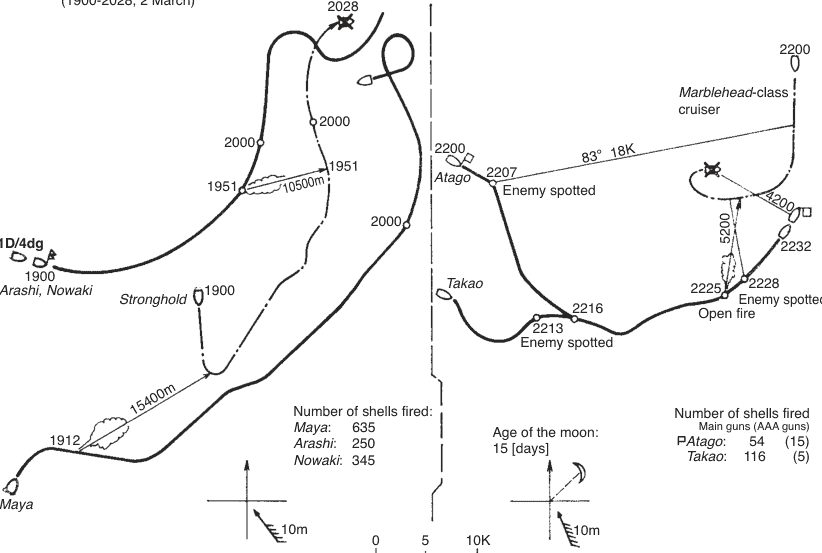 (1900-2028, 2 March)
2028
2000
2000
1951
1951
10500m
2000
1D/4dg
1900
Arashi, Nowaki
Stronghold
1900
15400m
1912
Maya
Number of shells fired:
Maya: 635
Arashi: 250
Nowaki: 345
10m
0 5 10K
2200
Marblehead-class
cruiser
83° 18K
2200
Atago
2207
Enemy spotted
4200
5200
2232
2228
2225
Enemy spotted
Open fire
Takao
2216
2213
Enemy spotted
Age of the moon:
15 [days]
10m
Number of shells fired
Main guns (AAA guns)
Atago: 54 (15)
Takao: 116 (5)